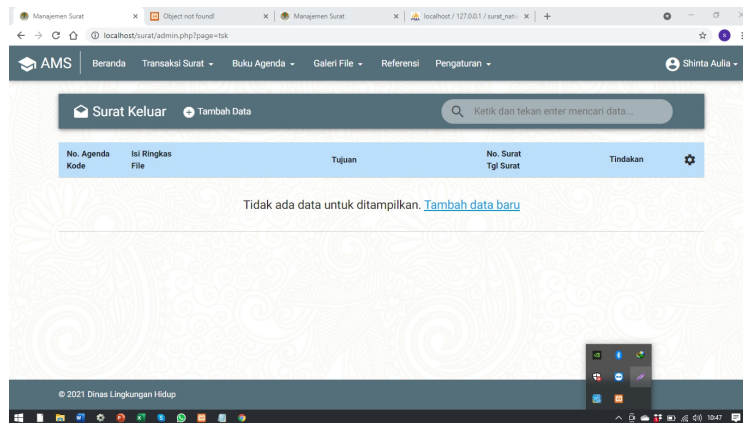 Manajemen Surat
Object not found!
Manajemen Surat
localhost / 127.0.0.1 / surat_nati
localhost/surat/admin.php?page=tsk
AMS Beranda Transaksi Surat Buku Agenda Galeri File Referensi Pengaturan Shinta Aulia
Surat Keluar Tambah Data Ketik dan tekan enter mencari data...
No. Agenda Isi Ringkas Tujuan No. Surat Tindakan
Kode File Tgl Surat
Tidak ada data untuk ditampilkan. Tambah data baru
© 2021 Dinas Lingkungan Hidup
10:47